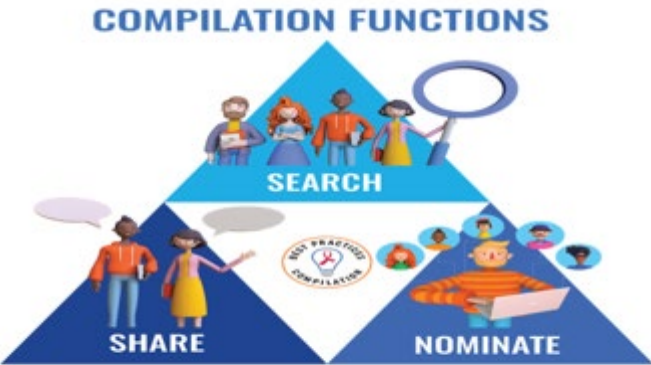 COMPILATION FUNCTIONS
SEARCH
BEST PRACTICES
COMPILATION
SHARE
NOMINATE